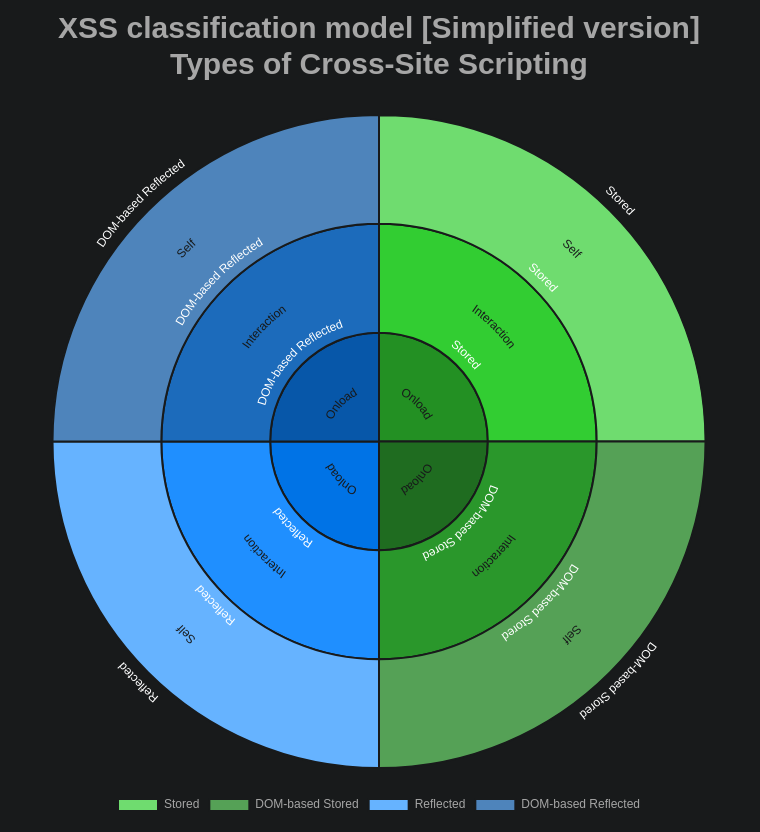 XSS classification model [Simplified version]
Types of Cross-Site Scripting
DOM-based Reflected
Stored
Self
Self
DOM-based Reflected
Stored
Interaction
Interaction
DOM-based Reflected
Stored
Onload
Onload
Onload
Onload
Reflected
DOM-based Stored
Interaction
Interaction
Reflected
DOM-based Stored
Self
Self
Reflected
DOM-based Stored
Stored
DOM-based Stored
Reflected
DOM-based Reflected